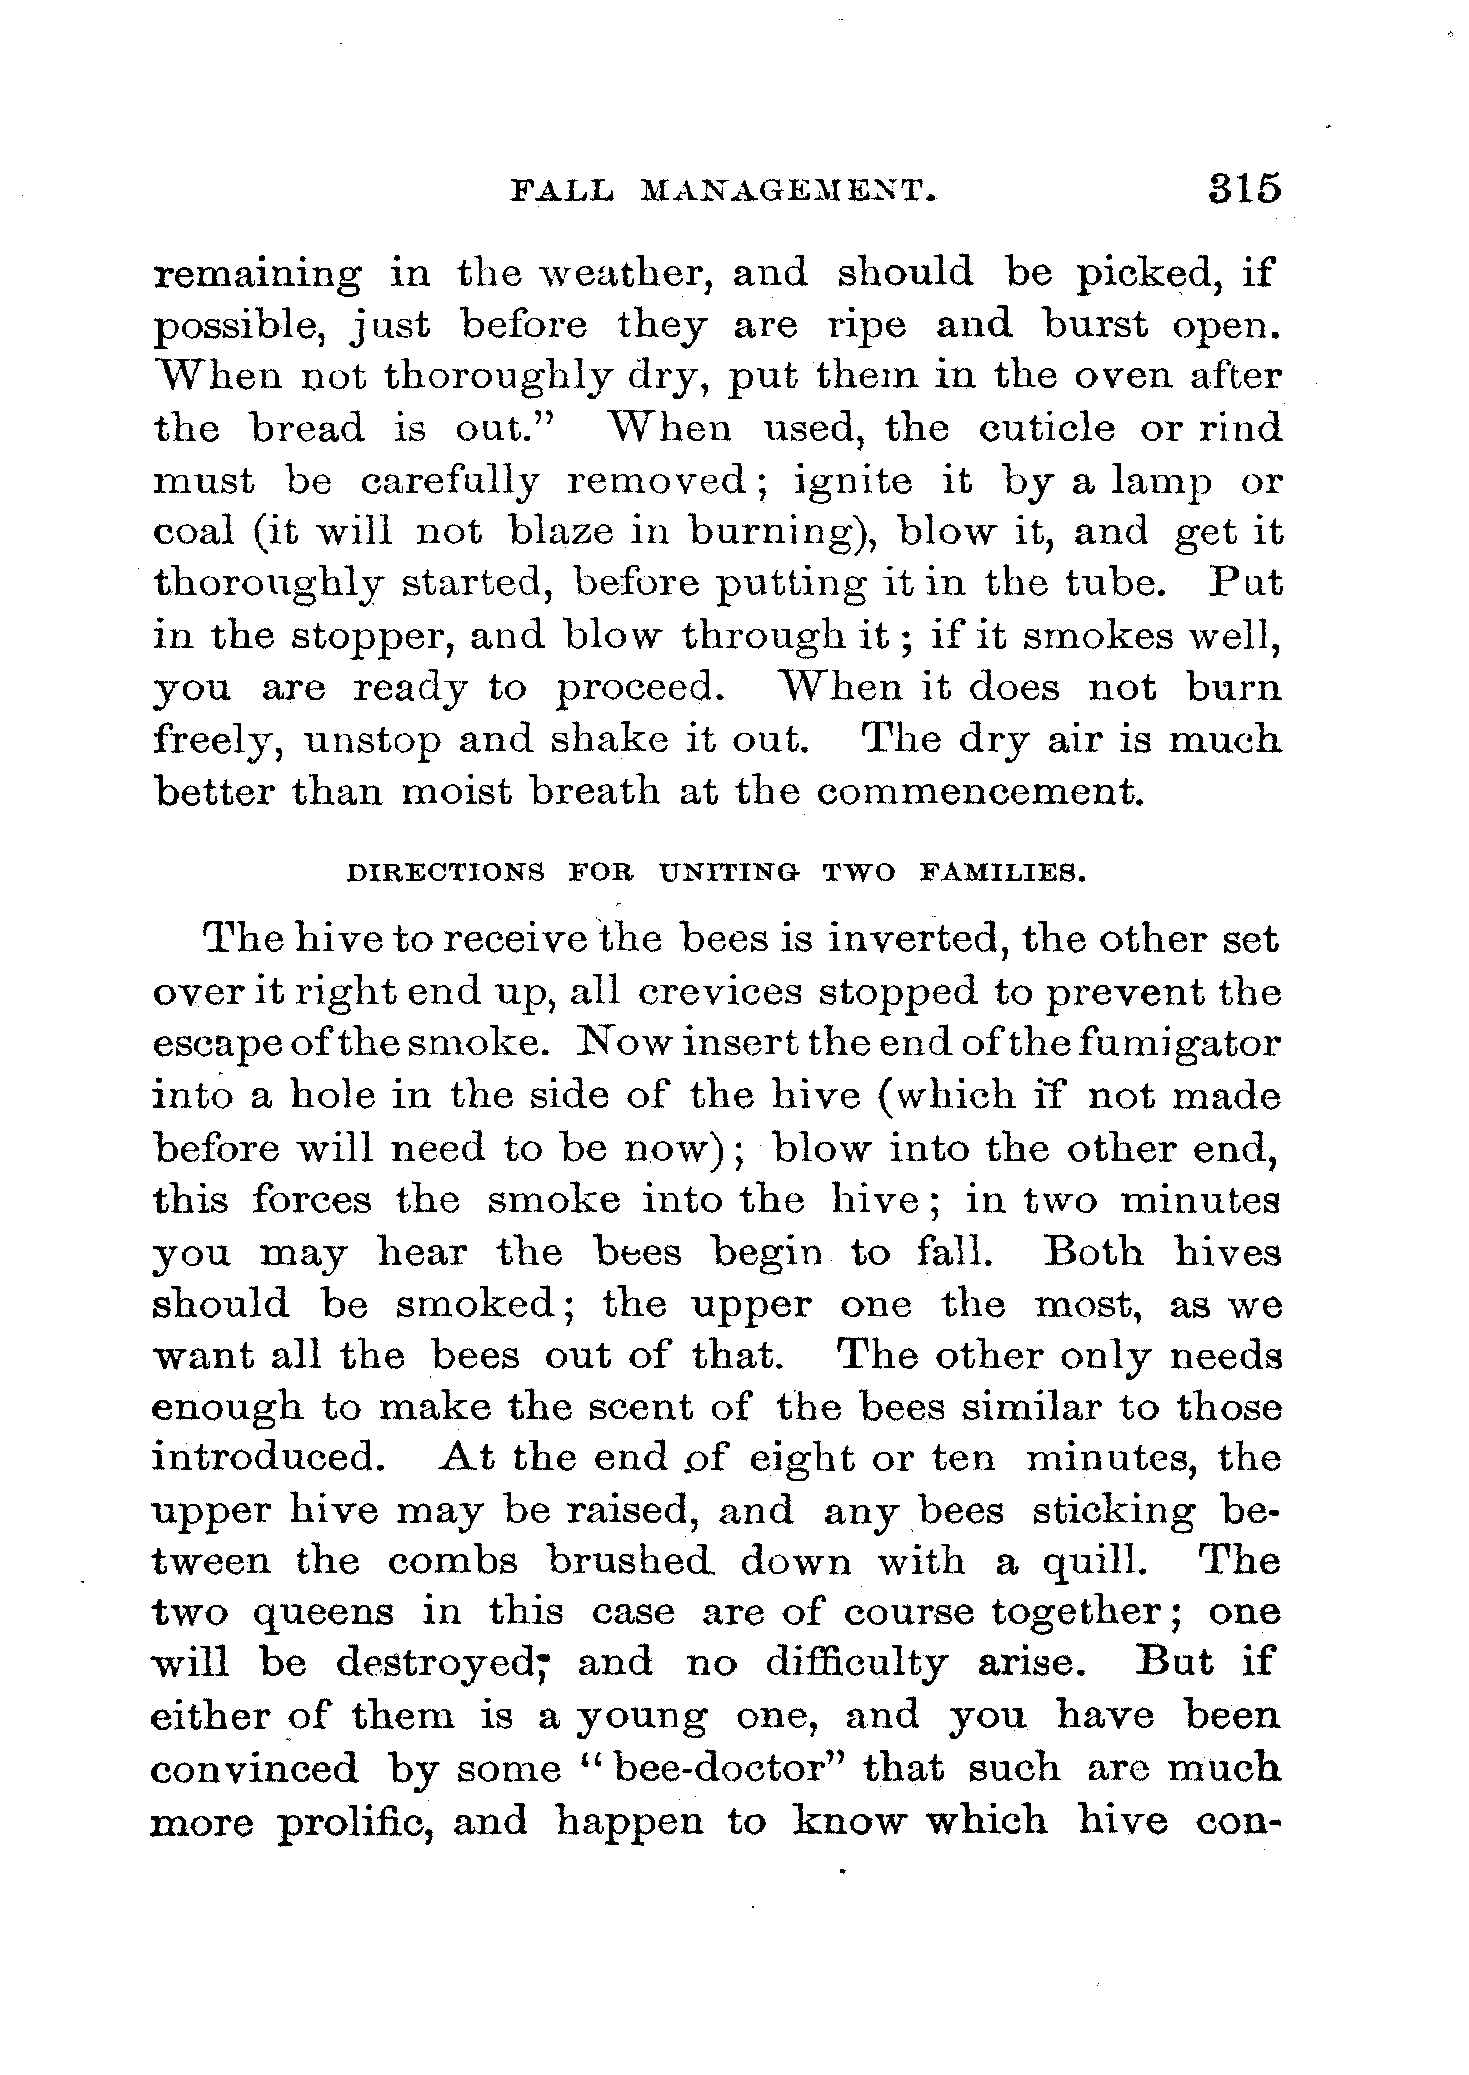 FALL MANAGEMENT. 315
remaining in the weather, and should be picked, if
possible, just before they are ripe and burst open.
When not thoroughly dry, put them in the oven after
the bread is out.” When used, the cuticle or rind
must be carefully removed; ignite it by a lamp or
coal (it will not blaze in burning), blow it, and get it
thoroughly started, before putting it in the tube. Put
in the stopper, and blow through it; if it smokes well,
you are ready to proceed. When it does not burn
freely, unstop and shake it out. The dry air is much
better than moist breath at the commencement.
DIRECTIONS FOR UNITING TWO FAMILIES.
The hive to receive the bees is inverted, the other set
over it right end up, all crevices stopped to prevent the
escape of the smoke. Now insert the end of the fumigator
into a hole in the side of the hive (which if not made
before will need to be now); blow into the other end,
this forces the smoke into the hive; in two minutes
you may hear the bees begin to fall. Both hives
should be smoked; the upper one the most, as we
want all the bees out of that. The other only needs
enough to make the scent of the bees similar to those
introduced. At the end of eight or ten minutes, the
upper hive may be raised, and any bees sticking be-
tween the combs brushed down with a quill. The
two queens in this case are of course together; one
will be destroyed; and no difficulty arise. But if
either of them is a young one, and you have been
convinced by some “bee-doctor” that such are much
more prolific, and happen to know which hive con-